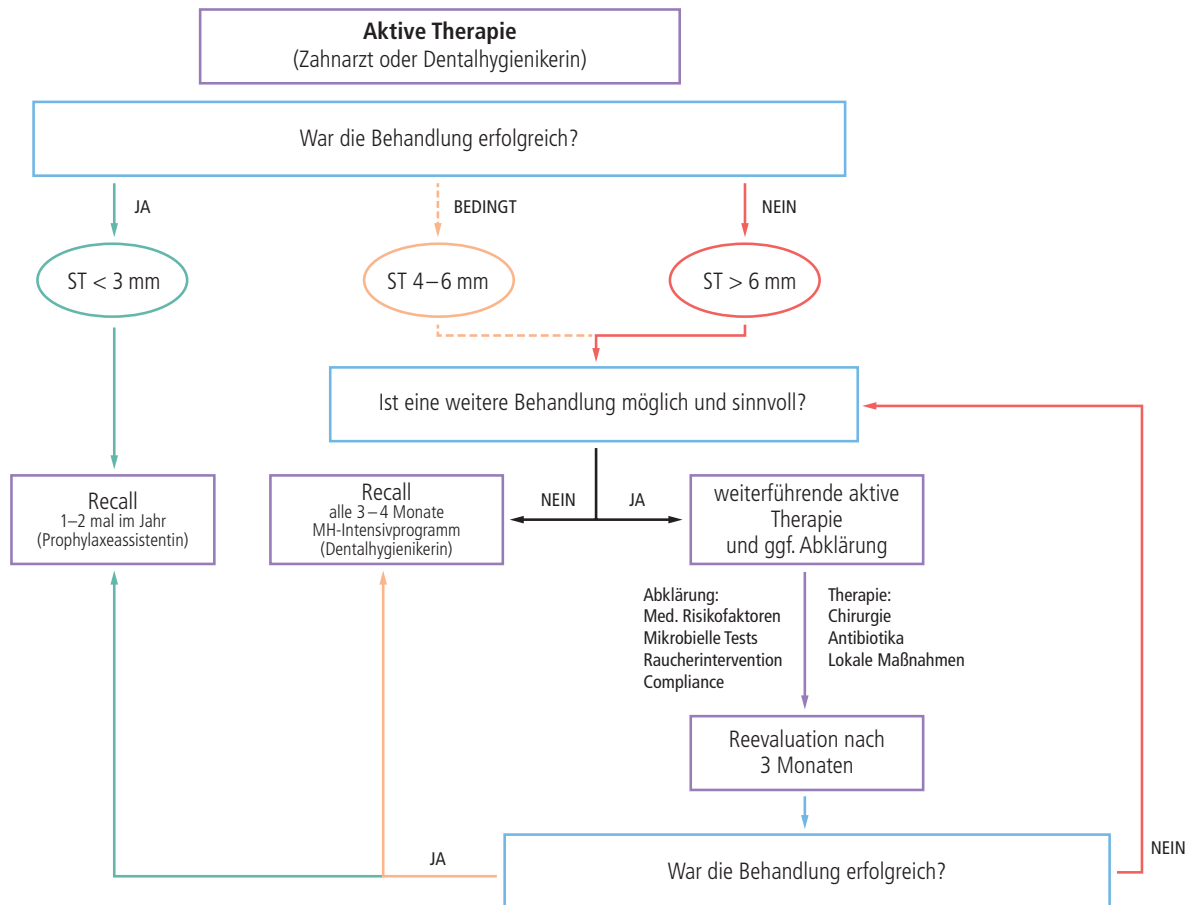 Aktive Therapie
(Zahnarzt oder Dentalhygienikerin)
War die Behandlung erfolgreich?
JA
BEDINGT
NEIN
ST < 3 mm
ST 4–6 mm
ST > 6 mm
Ist eine weitere Behandlung möglich und sinnvoll?
Recall
1–2 mal im Jahr
(Prophylaxeassistentin)
Recall
alle 3–4 Monate
MH-Intensivprogramm
(Dentalhygienikerin)
NEIN
JA
weiterführende aktive
Therapie
und ggf. Abklärung
Abklärung:
Med. Risikofaktoren
Mikrobielle Tests
Raucherintervention
Compliance
Therapie:
Chirurgie
Antibiotika
Lokale Maßnahmen
Reevaluation nach
3 Monaten
JA
War die Behandlung erfolgreich?
NEIN